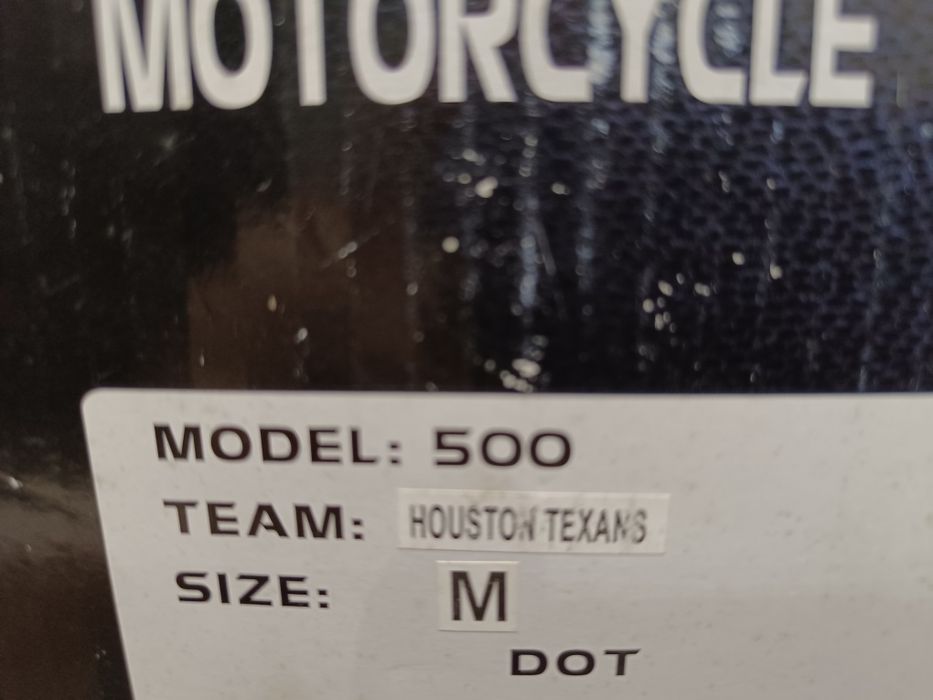 MOTORCYCLE
MODEL: 500
TEAM: HOUSTON TEXANS
SIZE: M
DOT